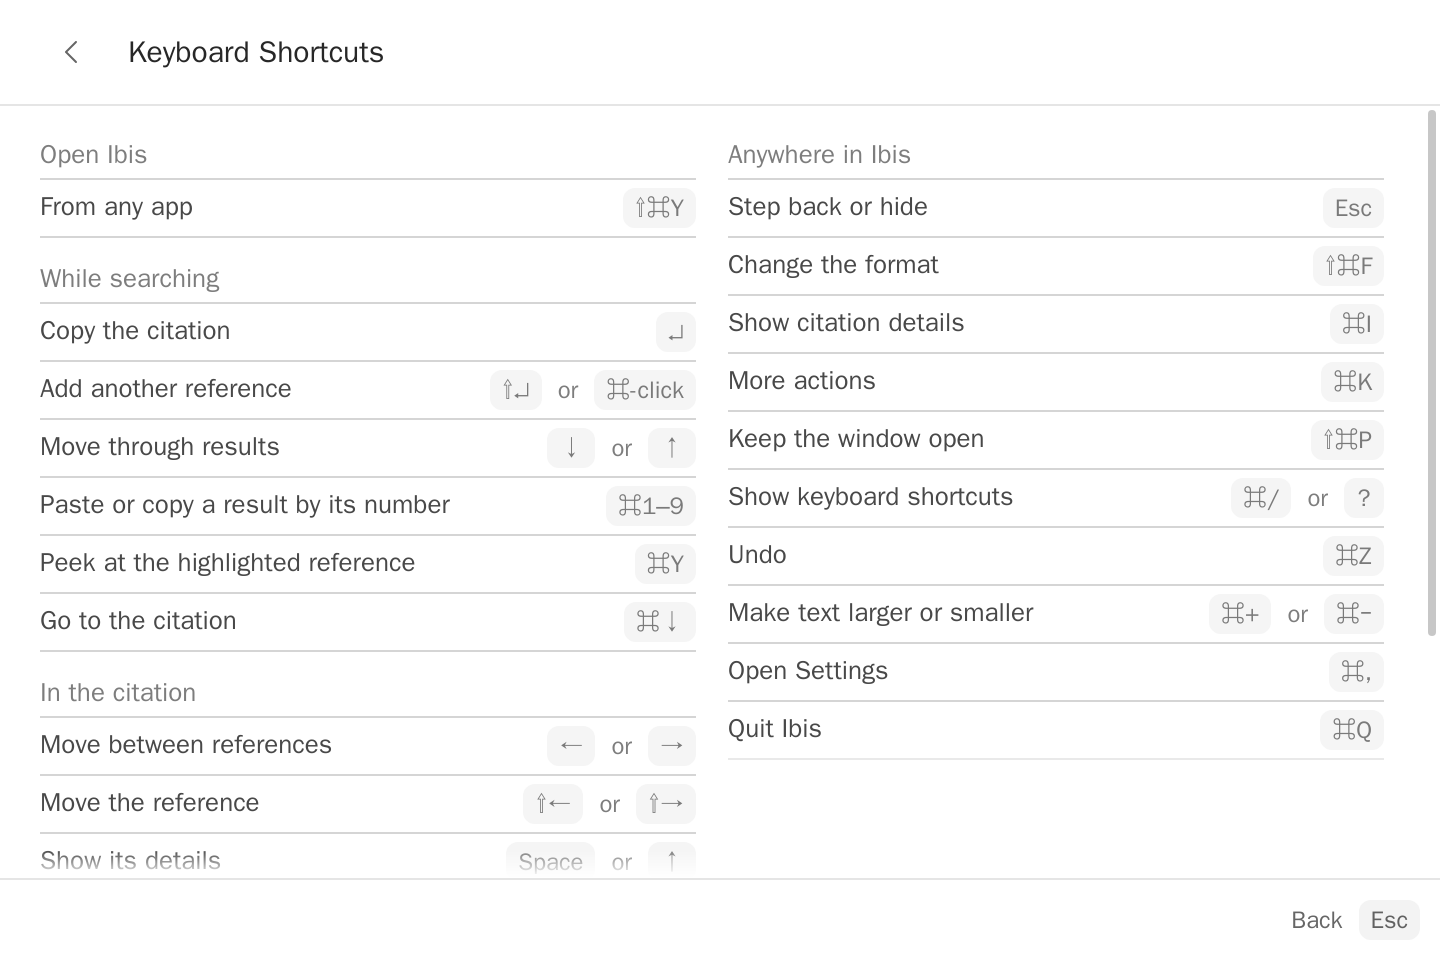 Keyboard Shortcuts
Open Ibis
From any app ⇧⌘Y
While searching
Copy the citation ↵
Add another reference ⇧↵ or ⌘-click
Move through results ↓ or ↑
Paste or copy a result by its number ⌘1–9
Peek at the highlighted reference ⌘Y
Go to the citation ⌘↓
In the citation
Move between references ← or →
Move the reference ⇧← or ⇧→
Show its details Space or ↑
Anywhere in Ibis
Step back or hide Esc
Change the format ⇧⌘F
Show citation details ⌘I
More actions ⌘K
Keep the window open ⇧⌘P
Show keyboard shortcuts ⌘/ or ?
Undo ⌘Z
Make text larger or smaller ⌘+ or ⌘−
Open Settings ⌘,
Quit Ibis ⌘Q
Back Esc